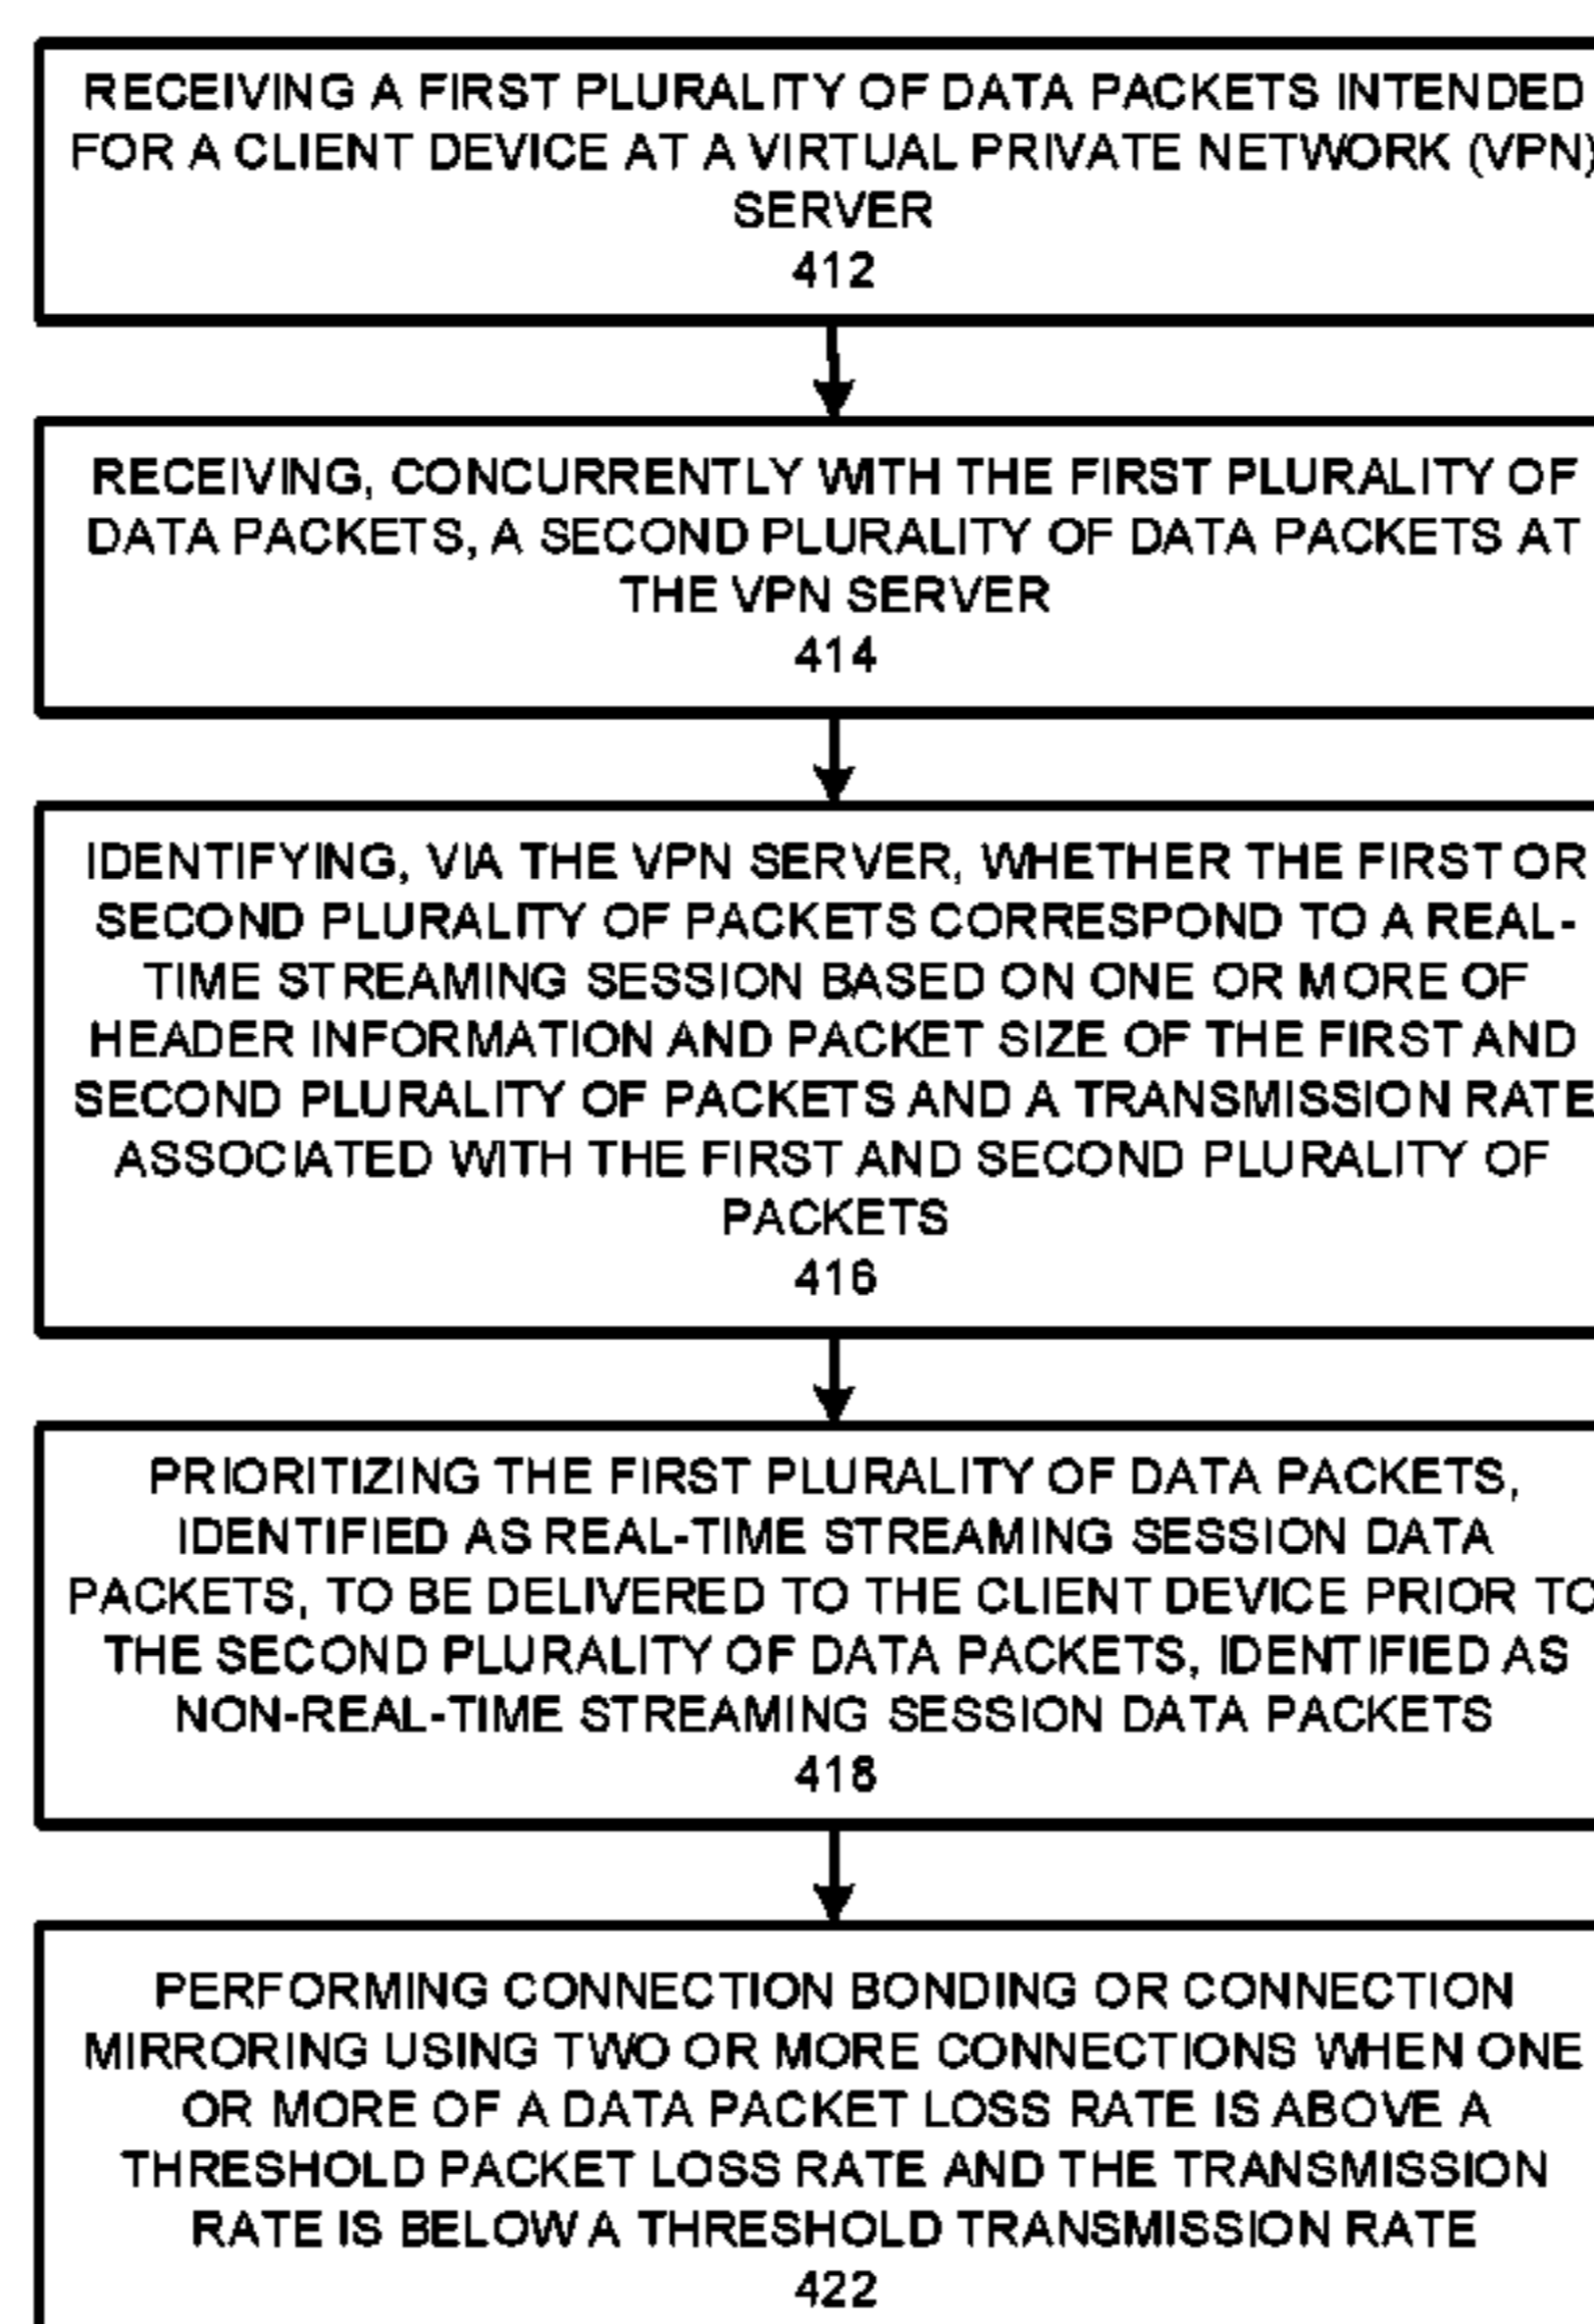 RECEIVING A FIRST PLURALITY OF DATA PACKETS INTENDED
FOR A CLIENT DEVICE AT A VIRTUAL PRIVATE NETWORK (VPN)
SERVER
412
RECEIVING, CONCURRENTLY WITH THE FIRST PLURALITY OF
DATA PACKETS, A SECOND PLURALITY OF DATA PACKETS AT
THE VPN SERVER
414
IDENTIFYING, VIA THE VPN SERVER, WHETHER THE FIRST OR
SECOND PLURALITY OF PACKETS CORRESPOND TO A REAL-
TIME STREAMING SESSION BASED ON ONE OR MORE OF
HEADER INFORMATION AND PACKET SIZE OF THE FIRST AND
SECOND PLURALITY OF PACKETS AND A TRANSMISSION RATE
ASSOCIATED WITH THE FIRST AND SECOND PLURALITY OF
PACKETS
416
PRIORITIZING THE FIRST PLURALITY OF DATA PACKETS,
IDENTIFIED AS REAL-TIME STREAMING SESSION DATA
PACKETS, TO BE DELIVERED TO THE CLIENT DEVICE PRIOR TO
THE SECOND PLURALITY OF DATA PACKETS, IDENTIFIED AS
NON-REAL-TIME STREAMING SESSION DATA PACKETS
418
PERFORMING CONNECTION BONDING OR CONNECTION
MIRRORING USING TWO OR MORE CONNECTIONS WHEN ONE
OR MORE OF A DATA PACKET LOSS RATE IS ABOVE A
THRESHOLD PACKET LOSS RATE AND THE TRANSMISSION
RATE IS BELOW A THRESHOLD TRANSMISSION RATE
422